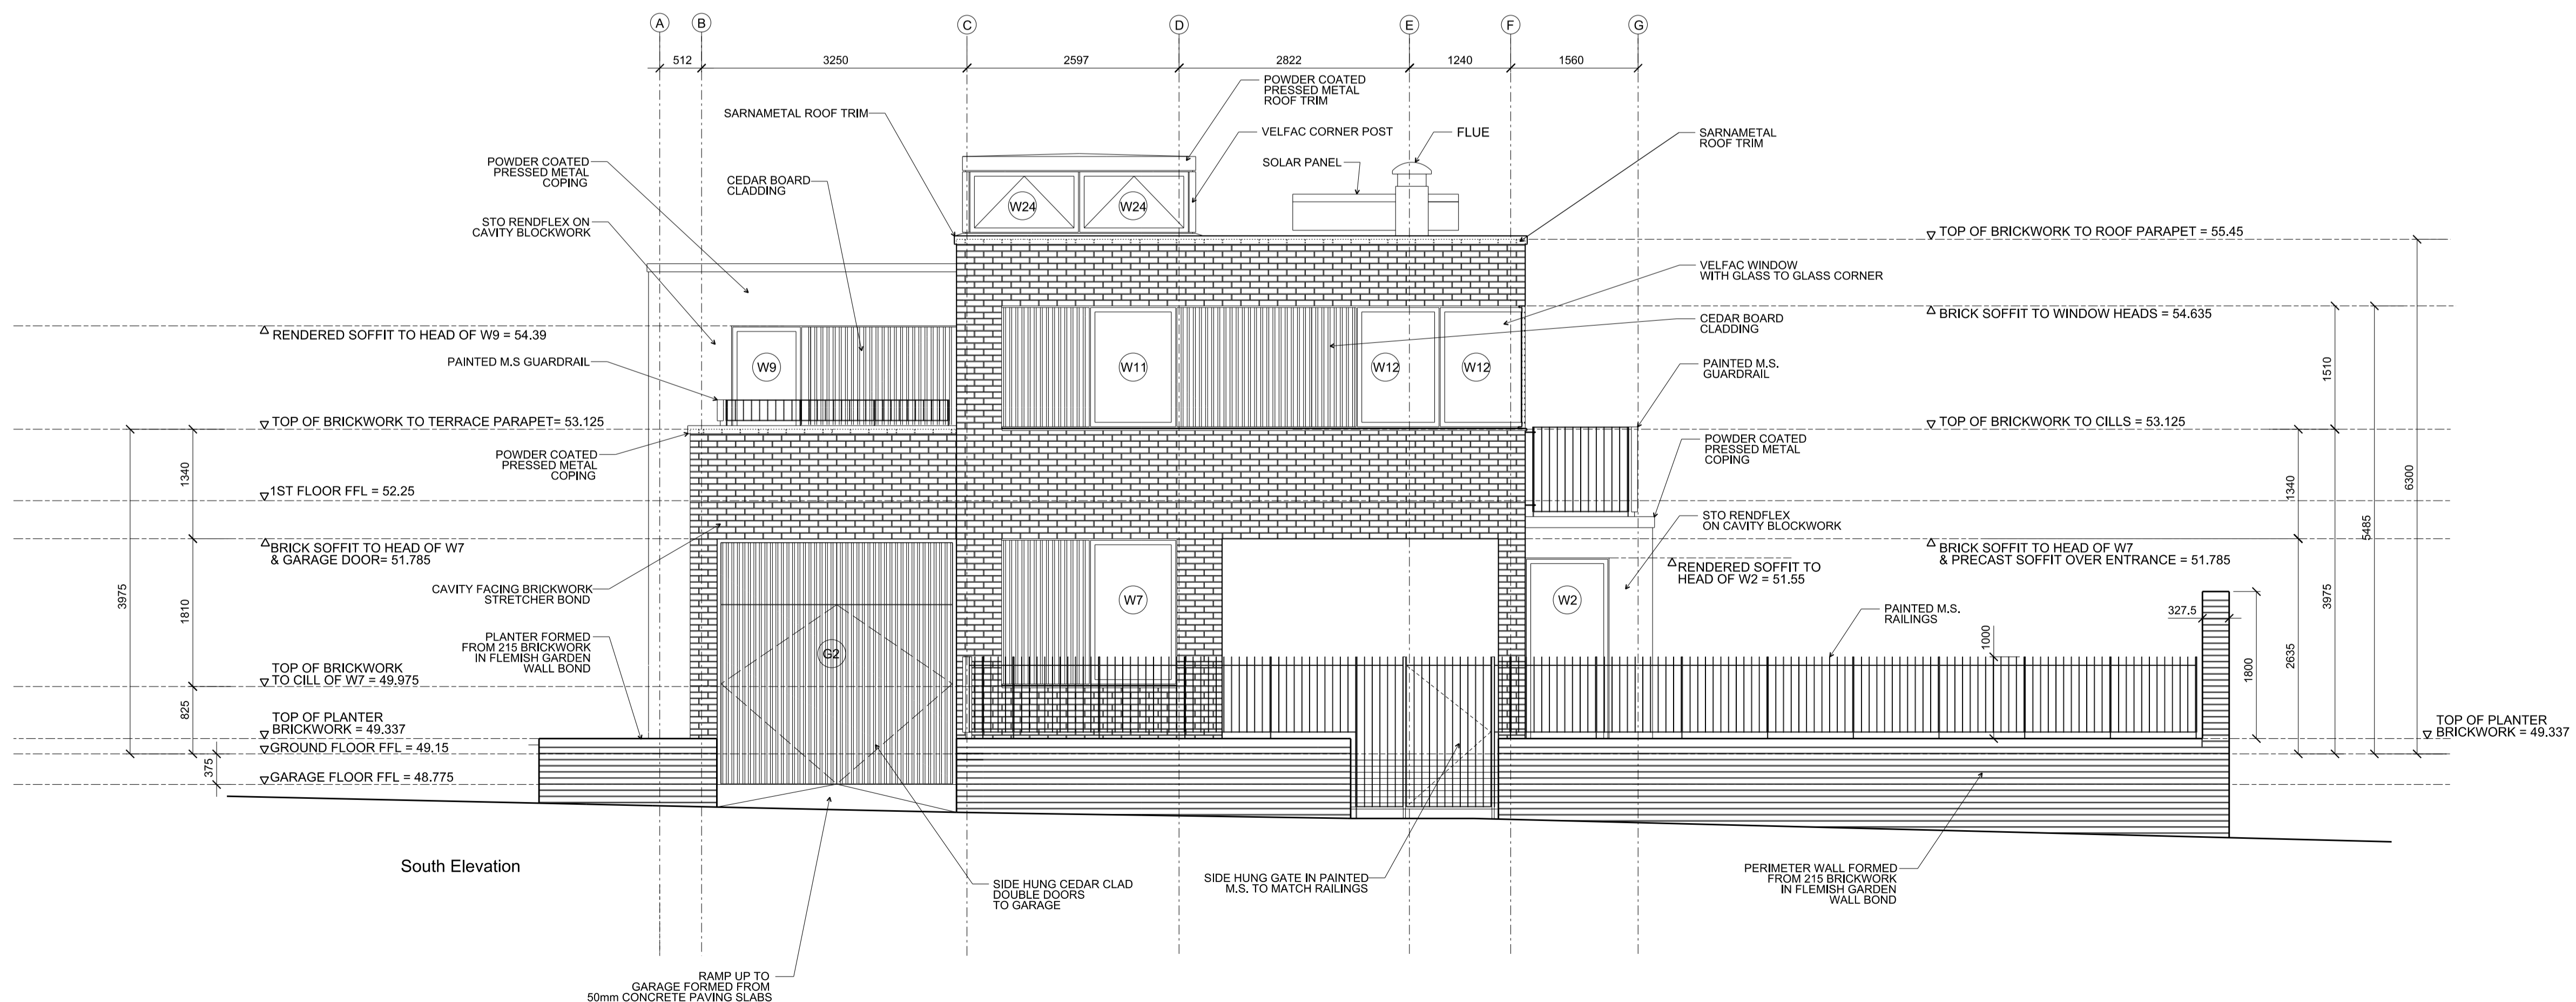 A
B
C
D
E
F
G
512
3250
2597
2822
1240
1560
POWDER COATED
PRESSED METAL
ROOF TRIM
SARNAMETAL ROOF TRIM
VELFAC CORNER POST
FLUE
SARNAMETAL
ROOF TRIM
POWDER COATED
PRESSED METAL
COPING
SOLAR PANEL
CEDAR BOARD
CLADDING
W24
W24
STO RENDFLEX ON
CAVITY BLOCKWORK
TOP OF BRICKWORK TO ROOF PARAPET = 55.45
VELFAC WINDOW
WITH GLASS TO GLASS CORNER
BRICK SOFFIT TO WINDOW HEADS = 54.635
CEDAR BOARD
CLADDING
RENDERED SOFFIT TO HEAD OF W9 = 54.39
PAINTED M.S GUARDRAIL
W9
W11
W12
W12
PAINTED M.S.
GUARDRAIL
1510
TOP OF BRICKWORK TO TERRACE PARAPET= 53.125
TOP OF BRICKWORK TO CILLS = 53.125
POWDER COATED
PRESSED METAL
COPING
POWDER COATED
PRESSED METAL
COPING
1340
1340
6300
5485
1ST FLOOR FFL = 52.25
STO RENDFLEX
ON CAVITY BLOCKWORK
BRICK SOFFIT TO HEAD OF W7
& GARAGE DOOR= 51.785
BRICK SOFFIT TO HEAD OF W7
& PRECAST SOFFIT OVER ENTRANCE = 51.785
RENDERED SOFFIT TO
HEAD OF W2 = 51.55
CAVITY FACING BRICKWORK
STRETCHER BOND
3975
1810
W7
W2
PAINTED M.S.
RAILINGS
327.5
3975
1000
2635
1800
PLANTER FORMED
FROM 215 BRICKWORK
IN FLEMISH GARDEN
WALL BOND
G2
TOP OF BRICKWORK
TO CILL OF W7 = 49.975
825
TOP OF PLANTER
BRICKWORK = 49.337
TOP OF PLANTER
BRICKWORK = 49.337
GROUND FLOOR FFL = 49.15
375
GARAGE FLOOR FFL = 48.775
South Elevation
SIDE HUNG CEDAR CLAD
DOUBLE DOORS
TO GARAGE
SIDE HUNG GATE IN PAINTED
M.S. TO MATCH RAILINGS
PERIMETER WALL FORMED
FROM 215 BRICKWORK
IN FLEMISH GARDEN
WALL BOND
RAMP UP TO
GARAGE FORMED FROM
50mm CONCRETE PAVING SLABS